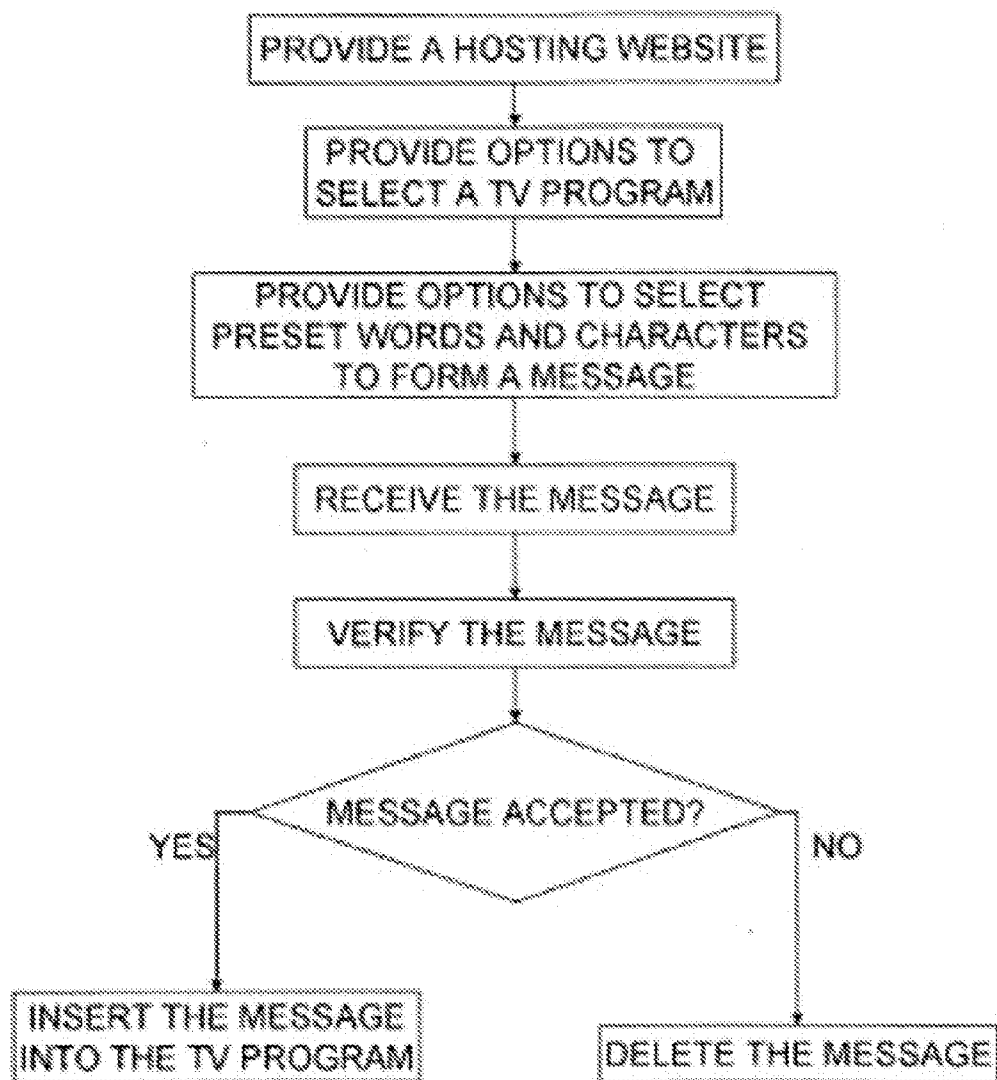 PROVIDE A HOSTING WEBSITE
PROVIDE OPTIONS TO
SELECT A TV PROGRAM
PROVIDE OPTIONS TO SELECT
PRESET WORDS AND CHARACTERS
TO FORM A MESSAGE
RECEIVE THE MESSAGE
VERIFY THE MESSAGE
MESSAGE ACCEPTED?
YES
NO
INSERT THE MESSAGE
INTO THE TV PROGRAM
DELETE THE MESSAGE